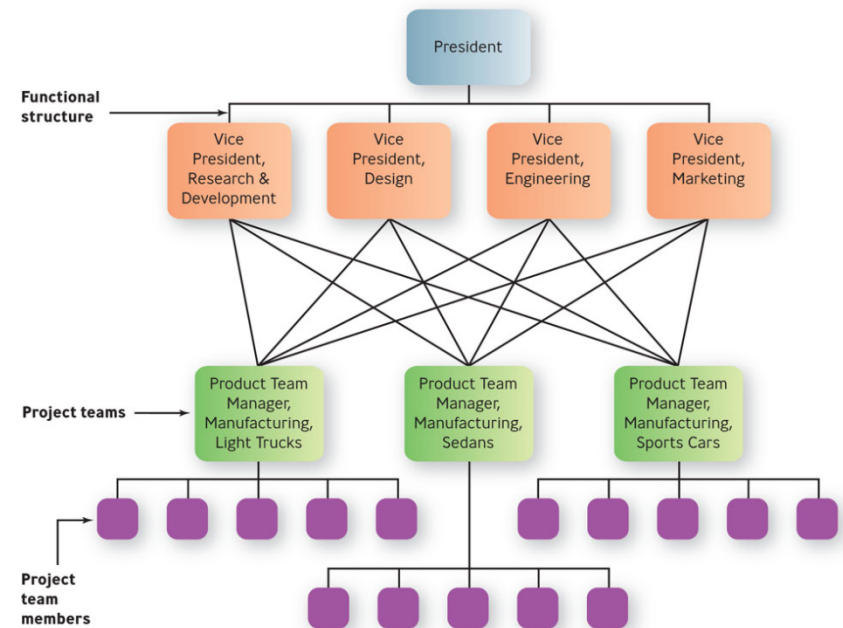 President
Functional
structure
Vice
President,
Research &
Development
Vice
President,
Design
Vice
President,
Engineering
Vice
President,
Marketing
Project teams
Product Team
Manager,
Manufacturing,
Light Trucks
Product Team
Manager,
Manufacturing,
Sedans
Product Team
Manager,
Manufacturing,
Sports Cars
Project
team
members